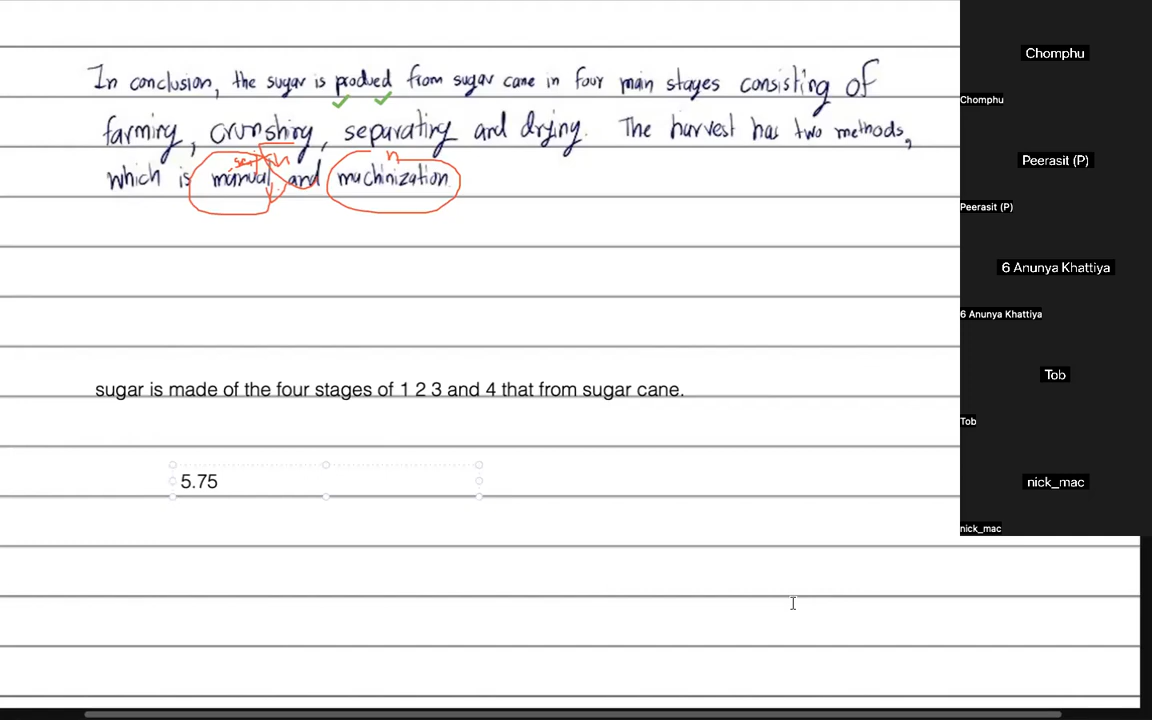 In conclusion, the sugar is produed from sugar cane in four main stages consisting of
farming, crunshing, separating and drying. The harvest has two methods,
which is manual and machinization
n
sugar is made of the four stages of 1 2 3 and 4 that from sugar cane.
5.75
Chomphu
Chomphu
Peerasit (P)
Peerasit (P)
6 Anunya Khattiya
6 Anunya Khattiya
Tob
Tob
nick_mac
nick_mac